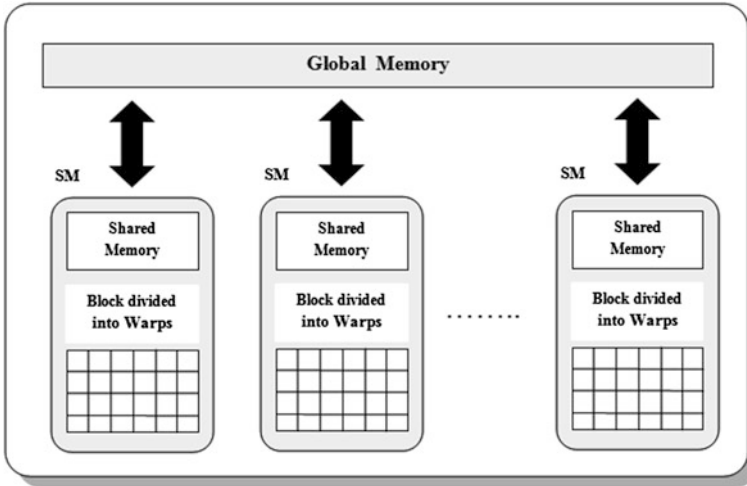 Global Memory
SM
SM
SM
Shared
Memory
Block divided
into Warps
Shared
Memory
Block divided
into Warps
........
Shared
Memory
Block divided
into Warps